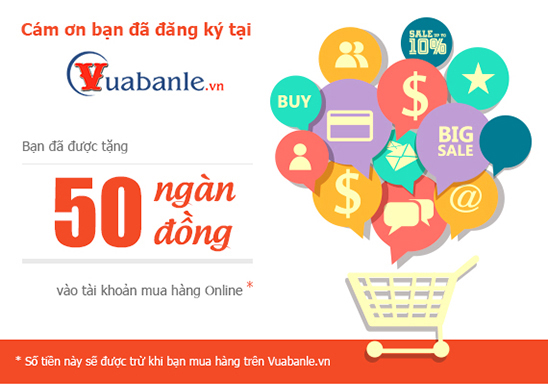 Cám ơn bạn đã đăng ký tại
Vuabanle.vn
Bạn đã được tặng
50 ngàn
đồng
vào tài khoản mua hàng Online *
SALE UP TO
10%
$
BUY
BIG
SALE
$
@
* Số tiền này sẽ được trừ khi bạn mua hàng trên Vuabanle.vn